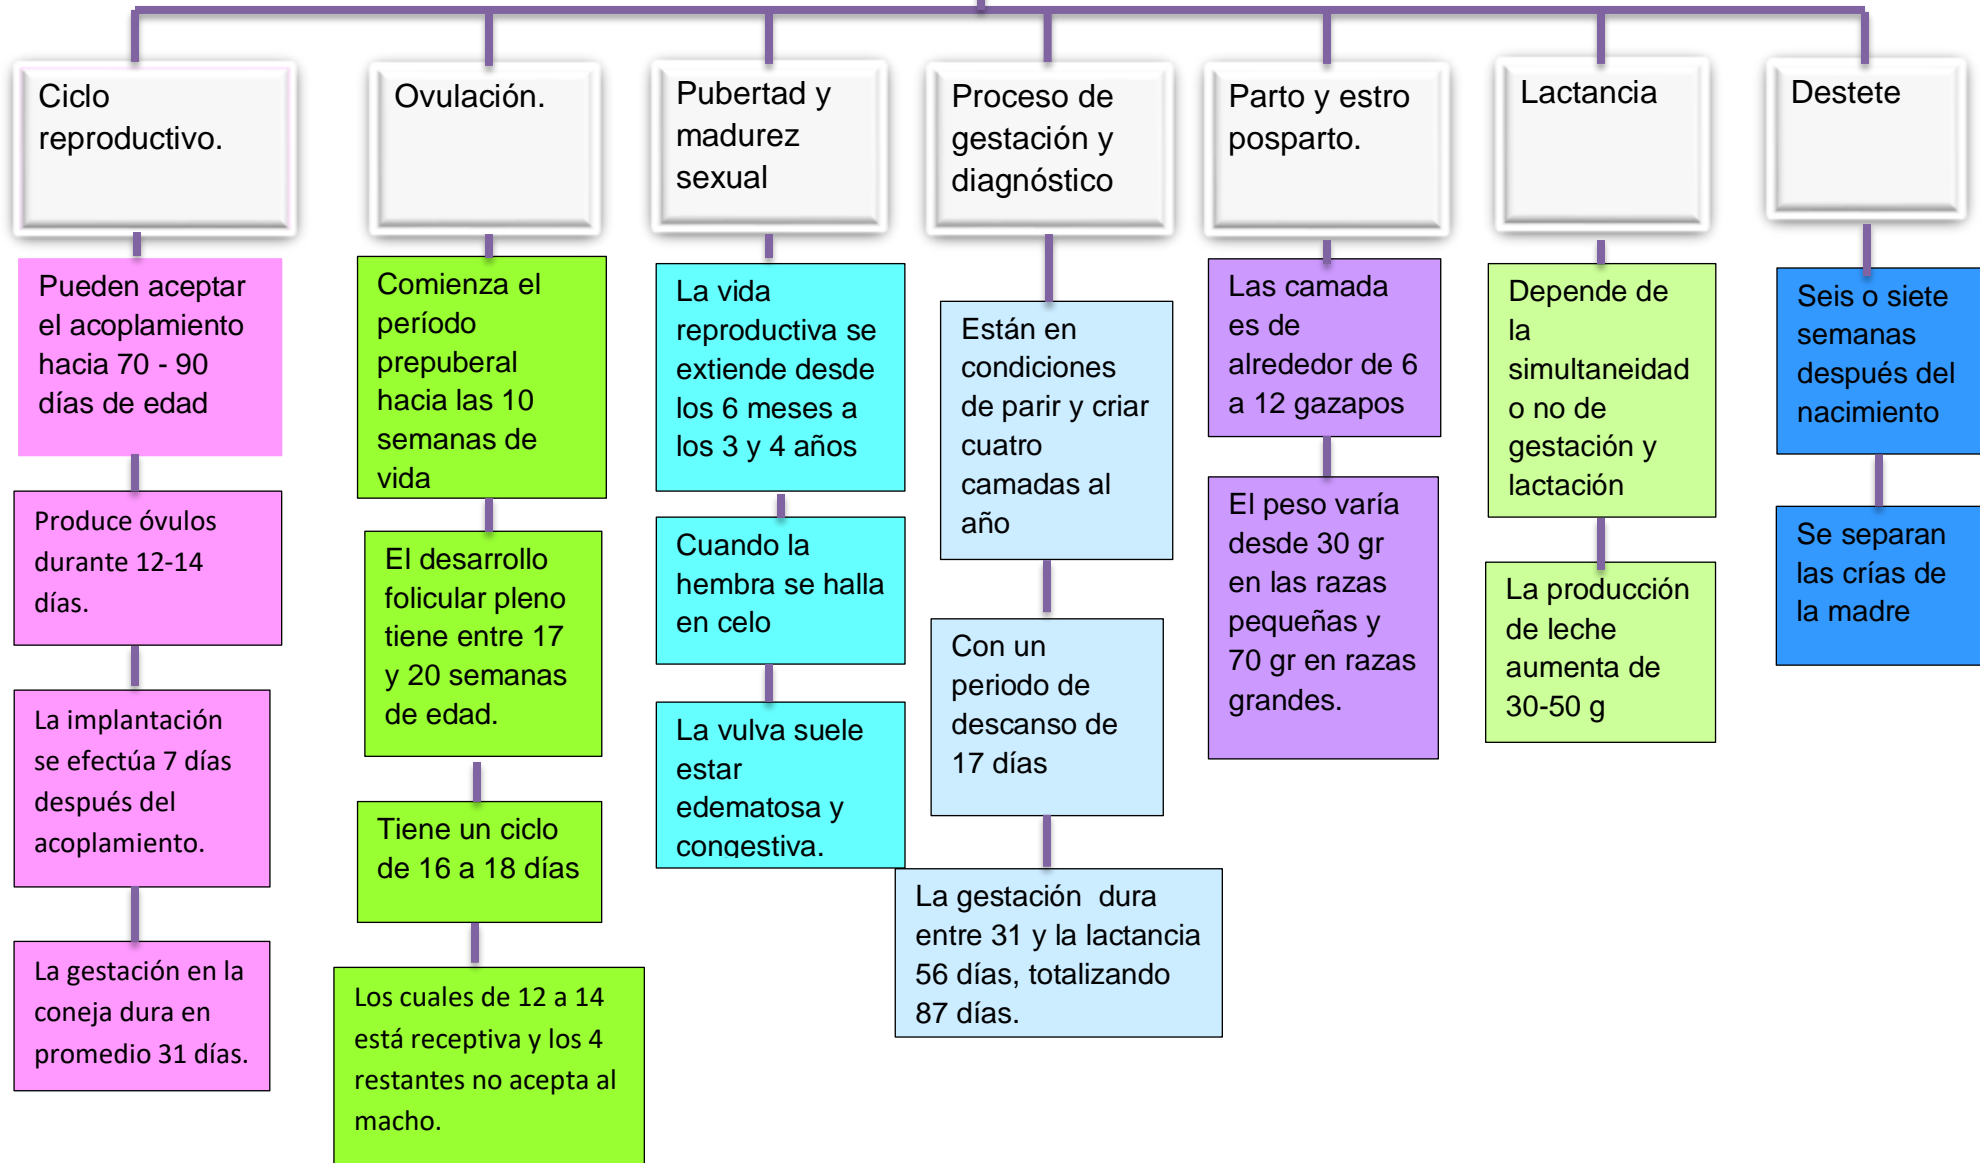 Ciclo
reproductivo.
Pueden aceptar
el acoplamiento
hacia 70 - 90
días de edad
Produce óvulos
durante 12-14
días.
La implantación
se efectúa 7 días
después del
acoplamiento.
La gestación en la
coneja dura en
promedio 31 días.
Ovulación.
Comienza el
período
prepuberal
hacia las 10
semanas de
vida
El desarrollo
folicular pleno
tiene entre 17
y 20 semanas
de edad.
Tiene un ciclo
de 16 a 18 días
Los cuales de 12 a 14
está receptiva y los 4
restantes no acepta al
macho.
Pubertad y
madurez
sexual
La vida
reproductiva se
extiende desde
los 6 meses a
los 3 y 4 años
Cuando la
hembra se halla
en celo
La vulva suele
estar
edematosa y
congestiva.
Proceso de
gestación y
diagnóstico
Están en
condiciones
de parir y criar
cuatro
camadas al
año
Con un
periodo de
descanso de
17 días
La gestación  dura
entre 31 y la lactancia
56 días, totalizando
87 días.
Parto y estro
posparto.
Las camada
es de
alrededor de 6
a 12 gazapos
El peso varía
desde 30 gr
en las razas
pequeñas y
70 gr en razas
grandes.
Lactancia
Depende de
la
simultaneidad
o no de
gestación y
lactación
La producción
de leche
aumenta de
30-50 g
Destete
Seis o siete
semanas
después del
nacimiento
Se separan
las crías de
la madre